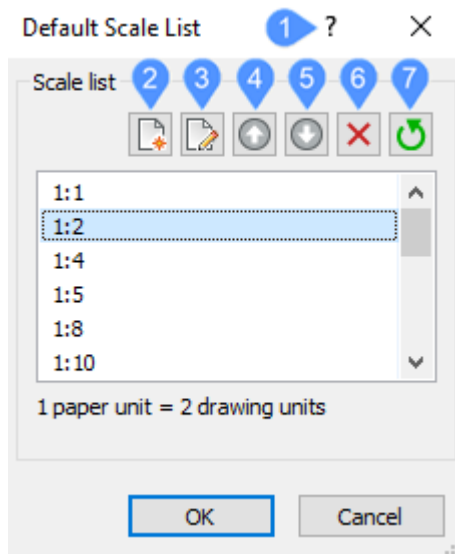 Default Scale List 1 ?
Scale list 2 3 4 5 6 7
1:1
1:2
1:4
1:5
1:8
1:10
1 paper unit = 2 drawing units
OK Cancel